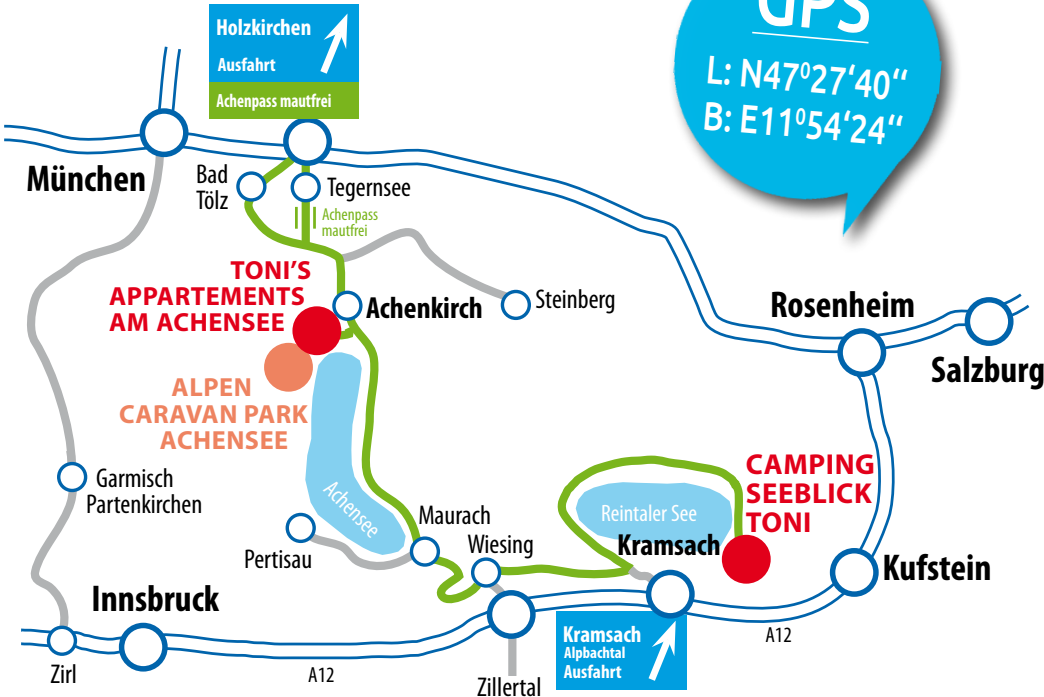 Holzkirchen
Ausfahrt
Achenpass mautfrei
GPS
L: N47⁰27‘40“
B: E11⁰54‘24“
München
Bad
Tölz
Tegernsee
Achenpass
mautfrei
TONI'S
APPARTEMENTS
AM ACHENSEE
Achenkirch
Steinberg
Rosenheim
Salzburg
ALPEN
CARAVAN PARK
ACHENSEE
Garmisch
Partenkirchen
Achensee
CAMPING
SEEBLICK
TONI
Reintaler See
Maurach
Pertisau
Wiesing
Kramsach
Kufstein
Innsbruck
Zirl
A12
Zillertal
Kramsach
Alpbachtal
Ausfahrt
A12